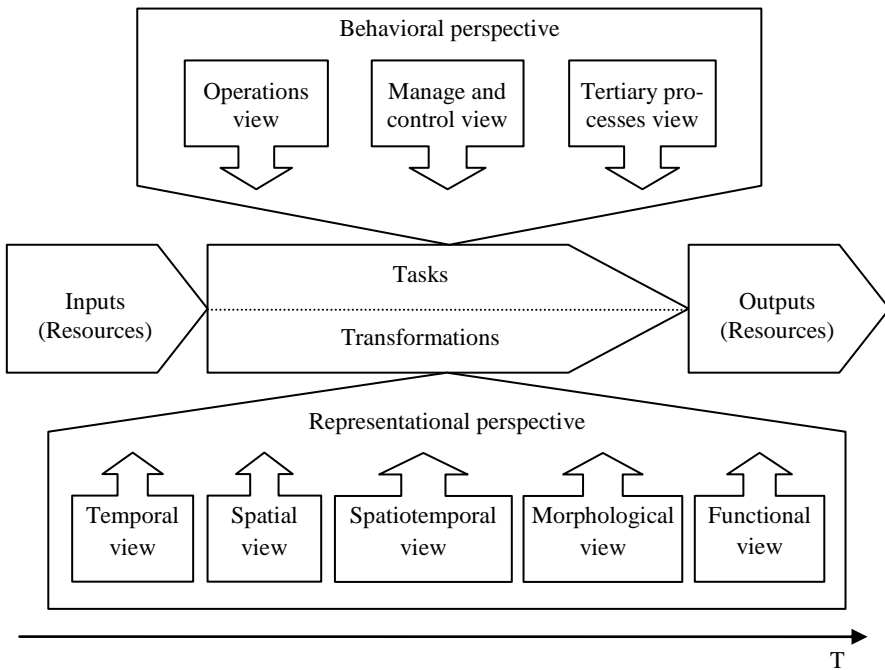 Behavioral perspective
Operations
view
Manage and
control view
Tertiary pro-
cesses view
Inputs
(Resources)
Tasks
Transformations
Outputs
(Resources)
Representational perspective
Temporal
view
Spatial
view
Spatiotemporal
view
Morphological
view
Functional
view
T